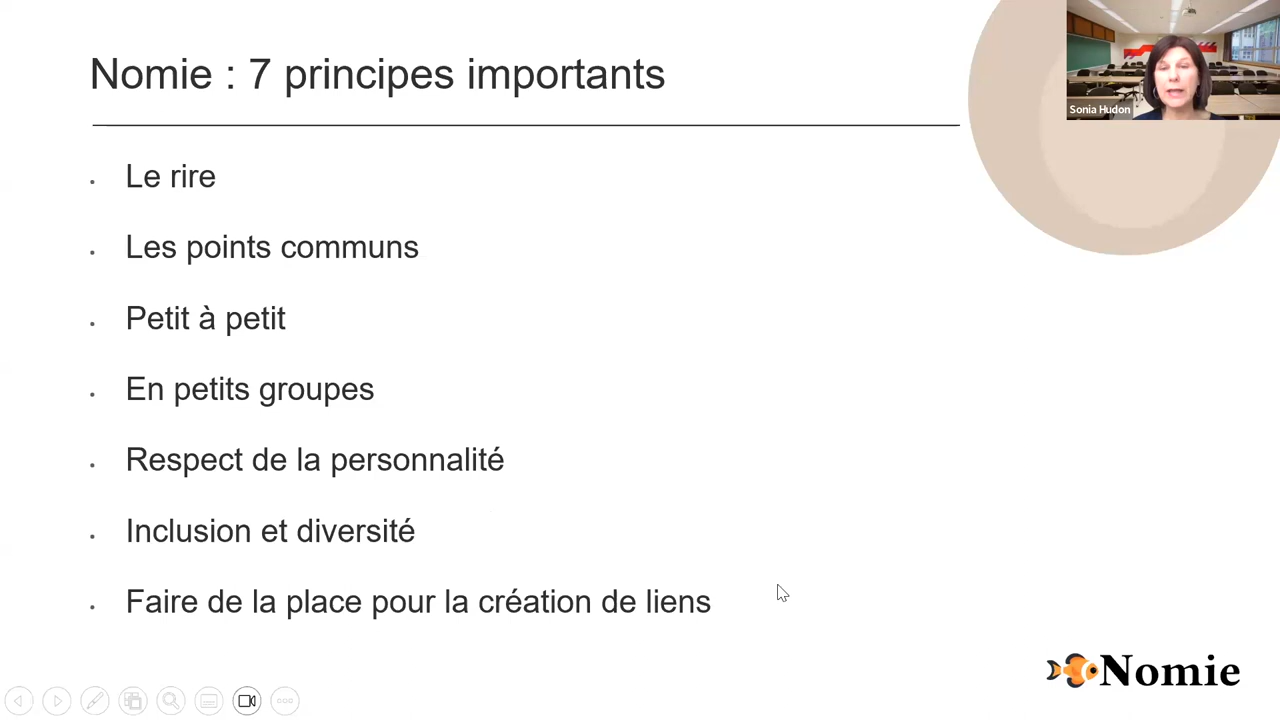 Nomie : 7 principes importants
Sonia Hudon
Le rire
Les points communs
Petit à petit
En petits groupes
Respect de la personnalité
Inclusion et diversité
Faire de la place pour la création de liens
Nomie